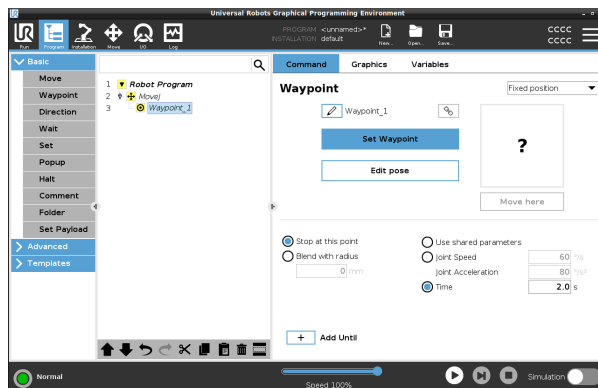 Universal Robots Graphical Programming Environment
UR
Run Program Installation Move I/O Log
PROGRAM <unnamed>*
INSTALLATION default
New... Open... Save...
CCCC
CCCC
Basic
Move
Waypoint
Direction
Wait
Set
Popup
Halt
Comment
Folder
Set Payload
Advanced
Templates
1 Robot Program
2 MoveJ
3 Waypoint_1
Command Graphics Variables
Waypoint
Fixed position
Waypoint_1
Set Waypoint
Edit pose
?
Move here
Stop at this point
Blend with radius
0 mm
Use shared parameters
Joint Speed 60 °/s
Joint Acceleration 80 °/s²
Time 2.0 s
+ Add Until
Normal
Speed 100%
Simulation